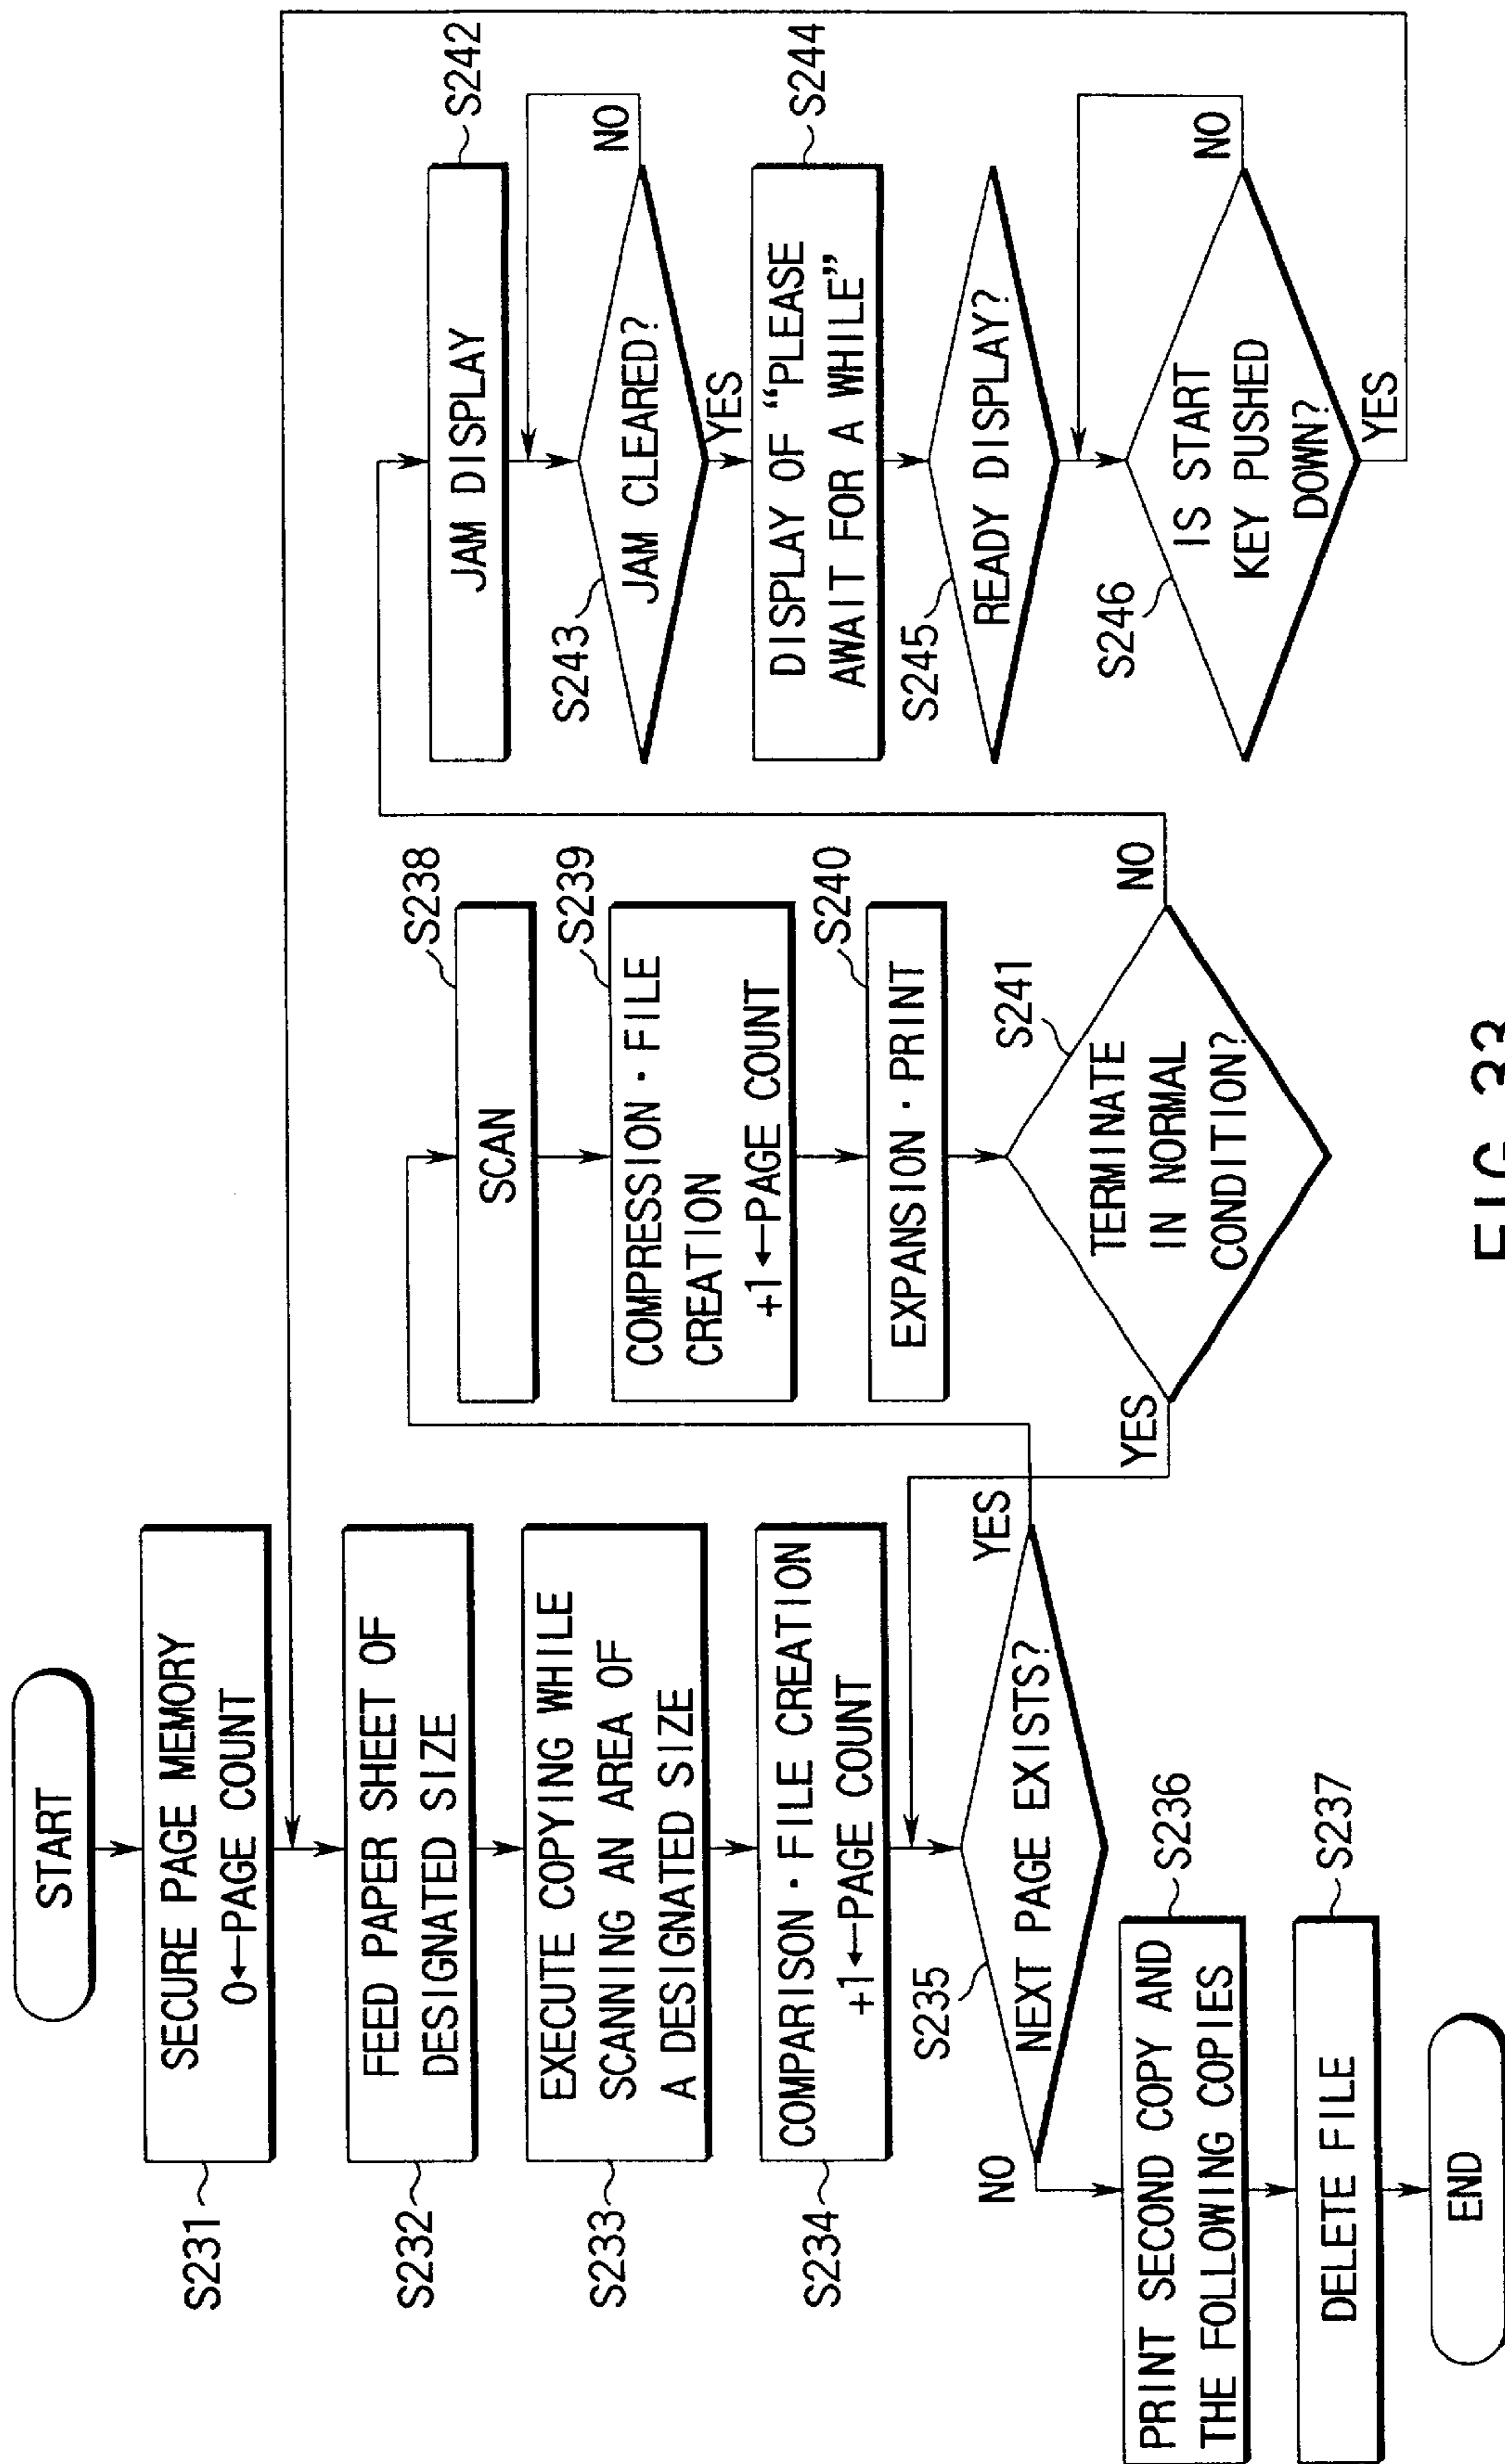 START
SECURE PAGE MEMORY
0←PAGE COUNT
S231
FEED PAPER SHEET OF
DESIGNATED SIZE
S232
EXECUTE COPYING WHILE
SCANNING AN AREA OF
A DESIGNATED SIZE
S233
COMPARISON·FILE CREATION
+1←PAGE COUNT
S234
S235
NEXT PAGE EXISTS?
YES
NO
PRINT SECOND COPY AND
THE FOLLOWING COPIES
S236
DELETE FILE
S237
END
S238
SCAN
S239
COMPRESSION·FILE
CREATION
+1←PAGE COUNT
S240
EXPANSION·PRINT
S241
TERMINATE
IN NORMAL
CONDITION?
YES
NO
S242
JAM DISPLAY
S243
JAM CLEARED?
NO
YES
S244
DISPLAY OF “PLEASE
AWAIT FOR A WHILE”
S245
READY DISPLAY?
S246
IS START
KEY PUSHED
DOWN?
NO
YES
FIG. 33